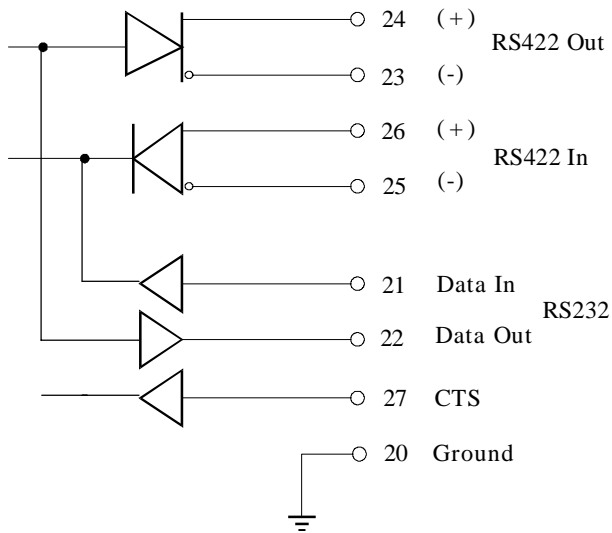 24 (+)
RS422 Out
23 (-)
26 (+)
RS422 In
25 (-)
21 Data In
RS232
22 Data Out
27 CTS
20 Ground